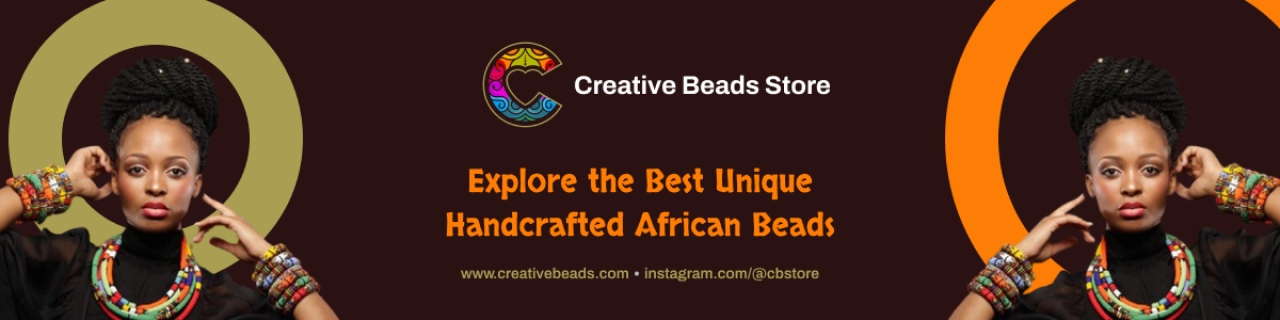 Creative Beads Store
Explore the Best Unique
Handcrafted African Beads
www.creativebeads.com • instagram.com/@cbstore